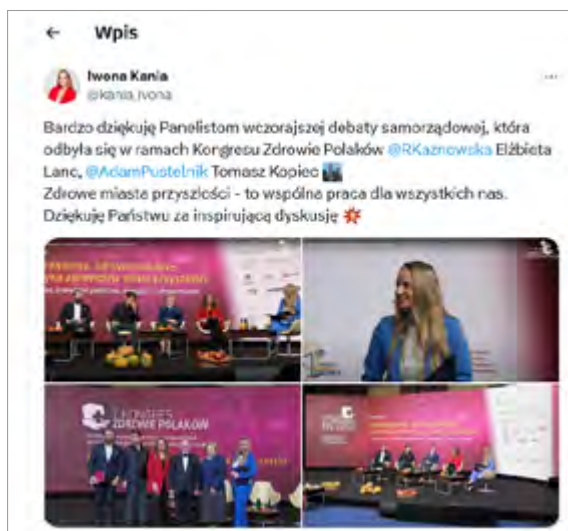 Wpis
Iwona Kania
@kania_ivona
Bardzo dziękuję Panelistom wczorajszej debaty samorządowej, która
odbyła się w ramach Kongresu Zdrowie Polaków @RKaznowska Elżbieta
Lanc, @AdamPustelnik Tomasz Kopiec
Zdrowe miasta przyszłości - to wspólna praca dla wszystkich nas.
Dziękuję Państwu za inspirującą dyskusję
KONGRES
ZDROWIE POLAKÓW